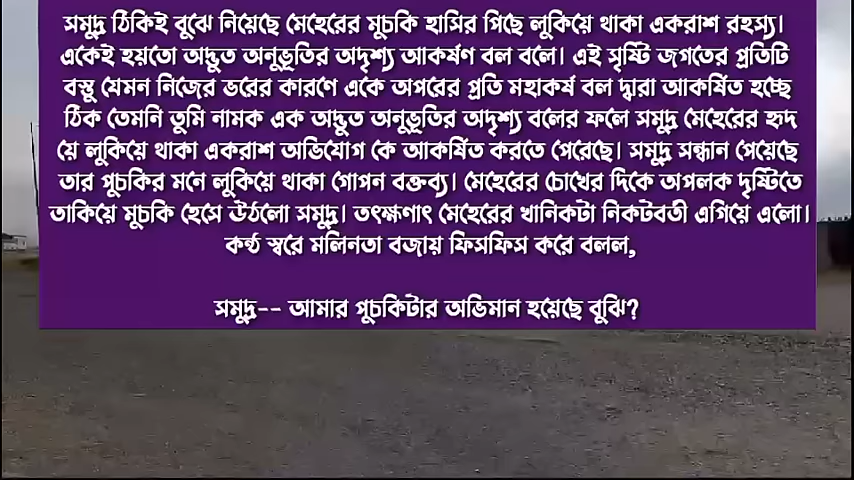 সমুদ্র ঠিকিই বুঝে নিয়েছে মেহেরের মুচকি হাসির পিছে লুকিয়ে থাকা একরাশ রহস্য।
একেই হয়তো অদ্ভুত অনুভূতির অদৃশ্য আকর্ষণ বল বলে। এই সৃষ্টি জগতের প্রতিটি
বস্তু যেমন নিজের ভরের কারণে একে অপরের প্রতি মহাকর্ষ বল দ্বারা আকর্ষিত হচ্ছে
ঠিক তেমনি তুমি নামক এক অদ্ভুত অনুভূতির অদৃশ্য বলের ফলে সমুদ্র মেহেরের হৃদ
য়ে লুকিয়ে থাকা একরাশ অভিযোগ কে আকর্ষিত করতে পেরেছে। সমুদ্র সন্ধান পেয়েছে
তার পুচকির মনে লুকিয়ে থাকা গোপন বক্তব্য। মেহেরের চোখের দিকে অপলক দৃষ্টিতে
তাকিয়ে মুচকি হেসে উঠলো সমুদ্র। তৎক্ষণাৎ মেহেরের খানিকটা নিকটবর্তী এগিয়ে এলো।
কন্ঠ স্বরে মলিনতা বজায় ফিসফিস করে বলল,
সমুদ্র-- আমার পুচকিটার অভিমান হয়েছে বুঝি?